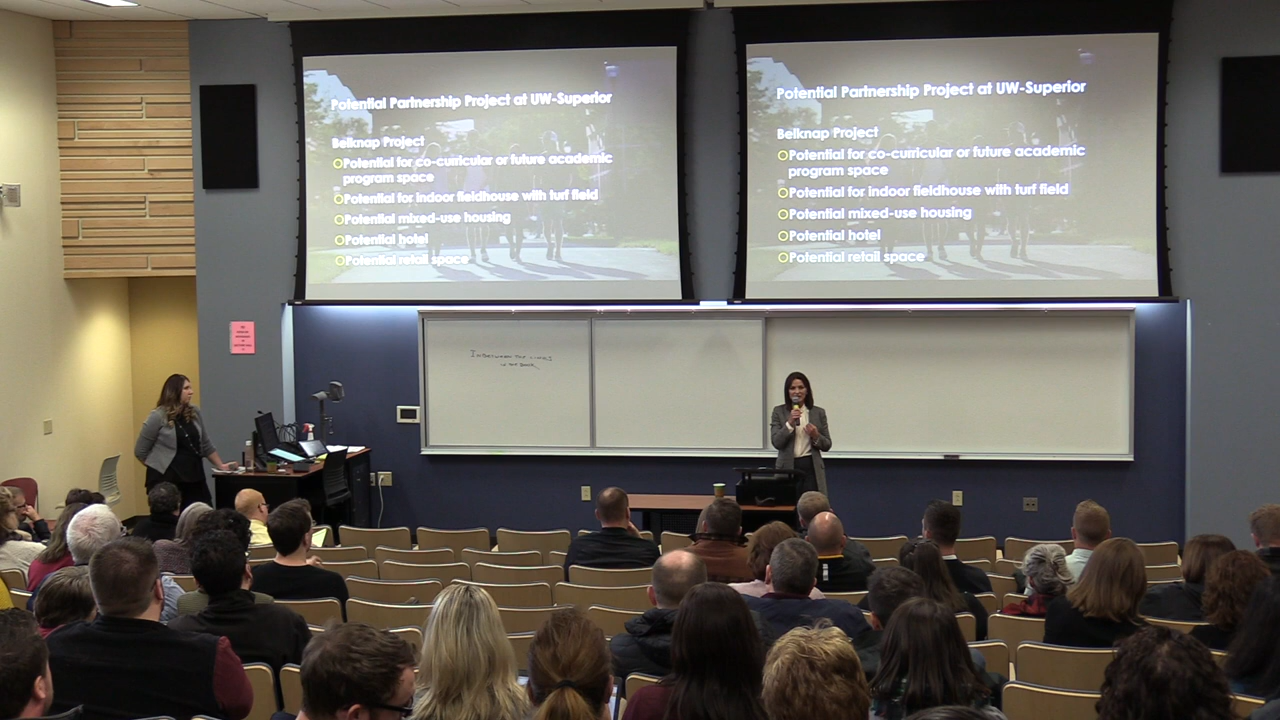 Potential Partnership Project at UW-Superior
Belknap Project
Potential for co-curricular or future academic
program space
Potential for indoor fieldhouse with turf field
Potential mixed-use housing
Potential hotel
Potential retail space
Potential Partnership Project at UW-Superior
Belknap Project
Potential for co-curricular or future academic
program space
Potential for indoor fieldhouse with turf field
Potential mixed-use housing
Potential hotel
Potential retail space